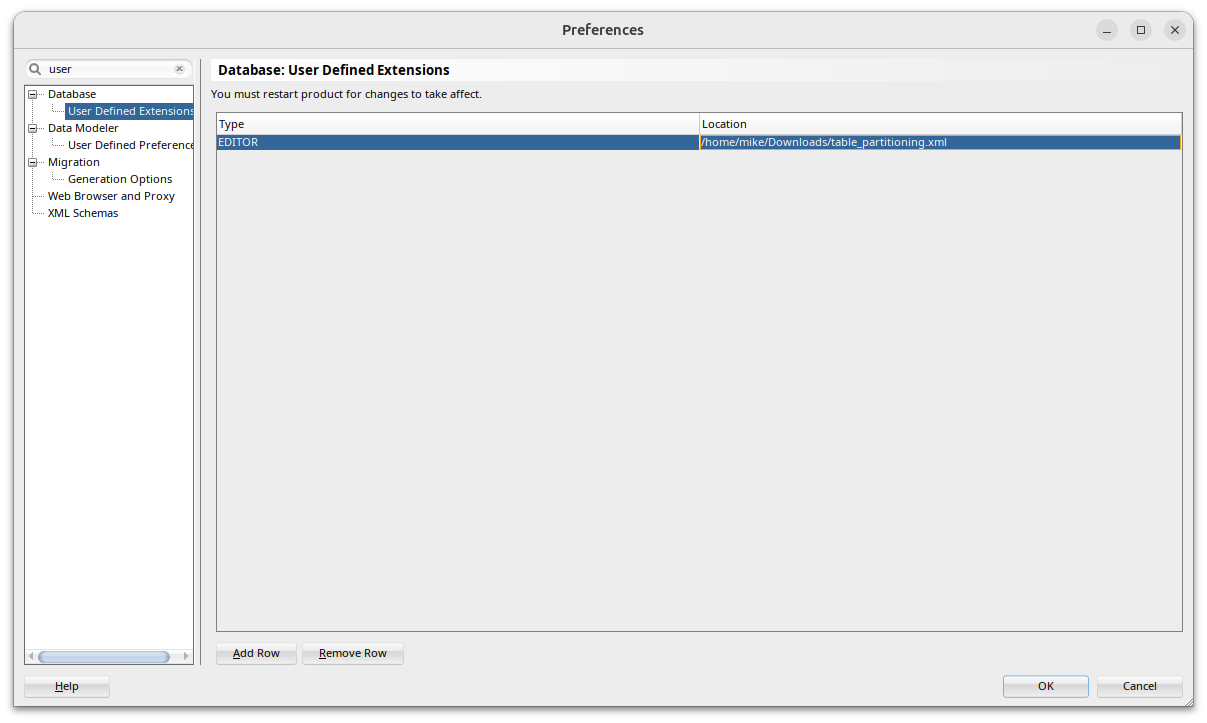 Preferences
user
Database
User Defined Extensions
Data Modeler
User Defined Preference
Migration
Generation Options
Web Browser and Proxy
XML Schemas
Database: User Defined Extensions
You must restart product for changes to take affect.
Type Location
EDITOR /home/mike/Downloads/table_partitioning.xml
Add Row Remove Row
Help OK Cancel